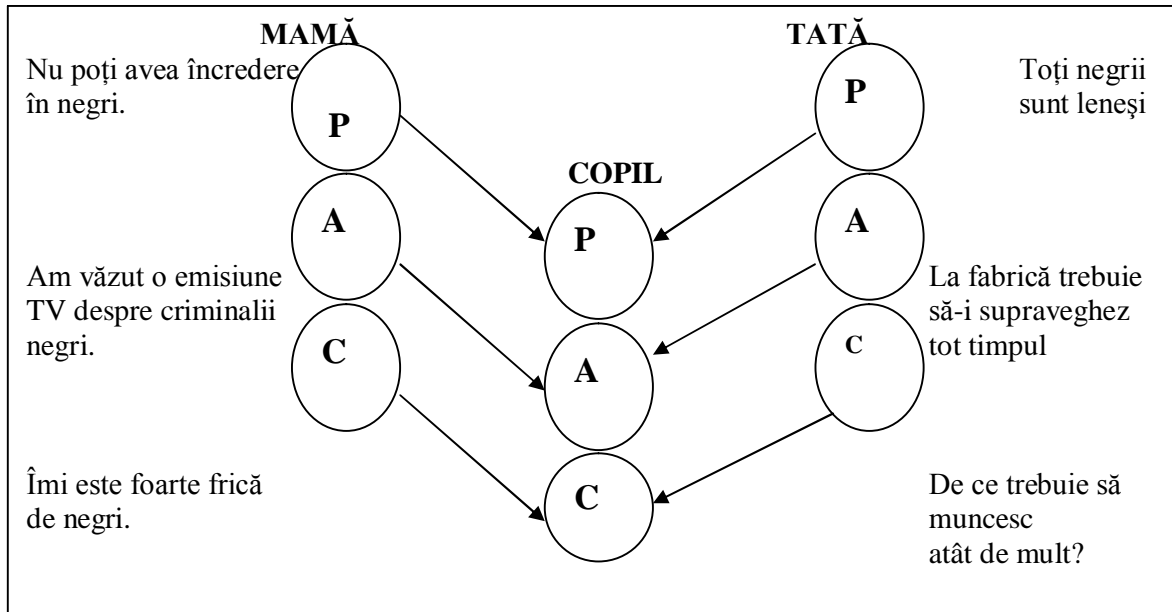 MAMĂ
TATĂ
Nu poți avea încredere
în negri.
P
P
Toți negrii
sunt leneşi
COPIL
P
A
A
Am văzut o emisiune
TV despre criminalii
negri.
La fabrică trebuie
să-i supraveghez
tot timpul
C
C
A
Îmi este foarte frică
de negri.
C
De ce trebuie să
muncesc
atât de mult?